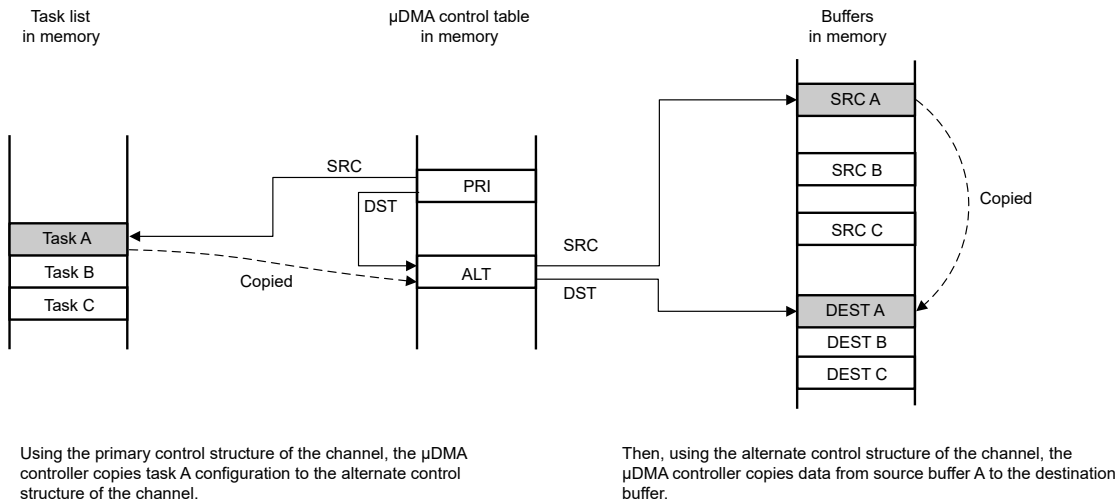 Task list
in memory
µDMA control table
in memory
Buffers
in memory
SRC A
SRC
PRI
SRC B
DST
Copied
SRC C
Task A
SRC
Task B
ALT
Copied
DST
Task C
DEST A
DEST B
DEST C
Using the primary control structure of the channel, the µDMA
controller copies task A configuration to the alternate control
structure of the channel.
Then, using the alternate control structure of the channel, the
µDMA controller copies data from source buffer A to the destination
buffer.